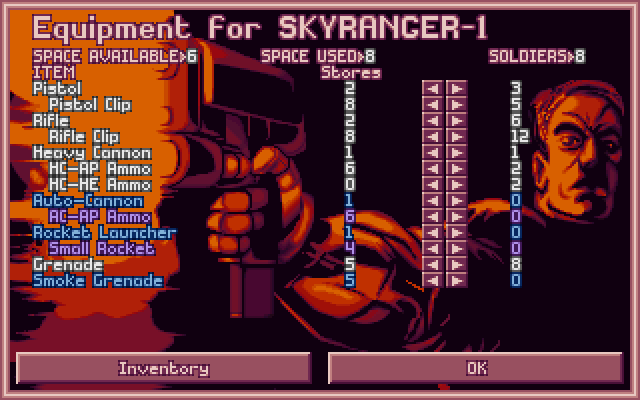 Equipment for SKYRANGER-1
SPACE AVAILABLE>6 SPACE USED>8 SOLDIERS>8
ITEM Stores
Pistol 2 3
Pistol Clip 8 5
Rifle 2 6
Rifle Clip 8 12
Heavy Cannon 1 1
HC-AP Ammo 6 2
HC-HE Ammo 0 2
Auto-Cannon 1 0
AC-AP Ammo 6 0
Rocket Launcher 1 0
Small Rocket 4 0
Grenade 5 8
Smoke Grenade 5 0
Inventory OK